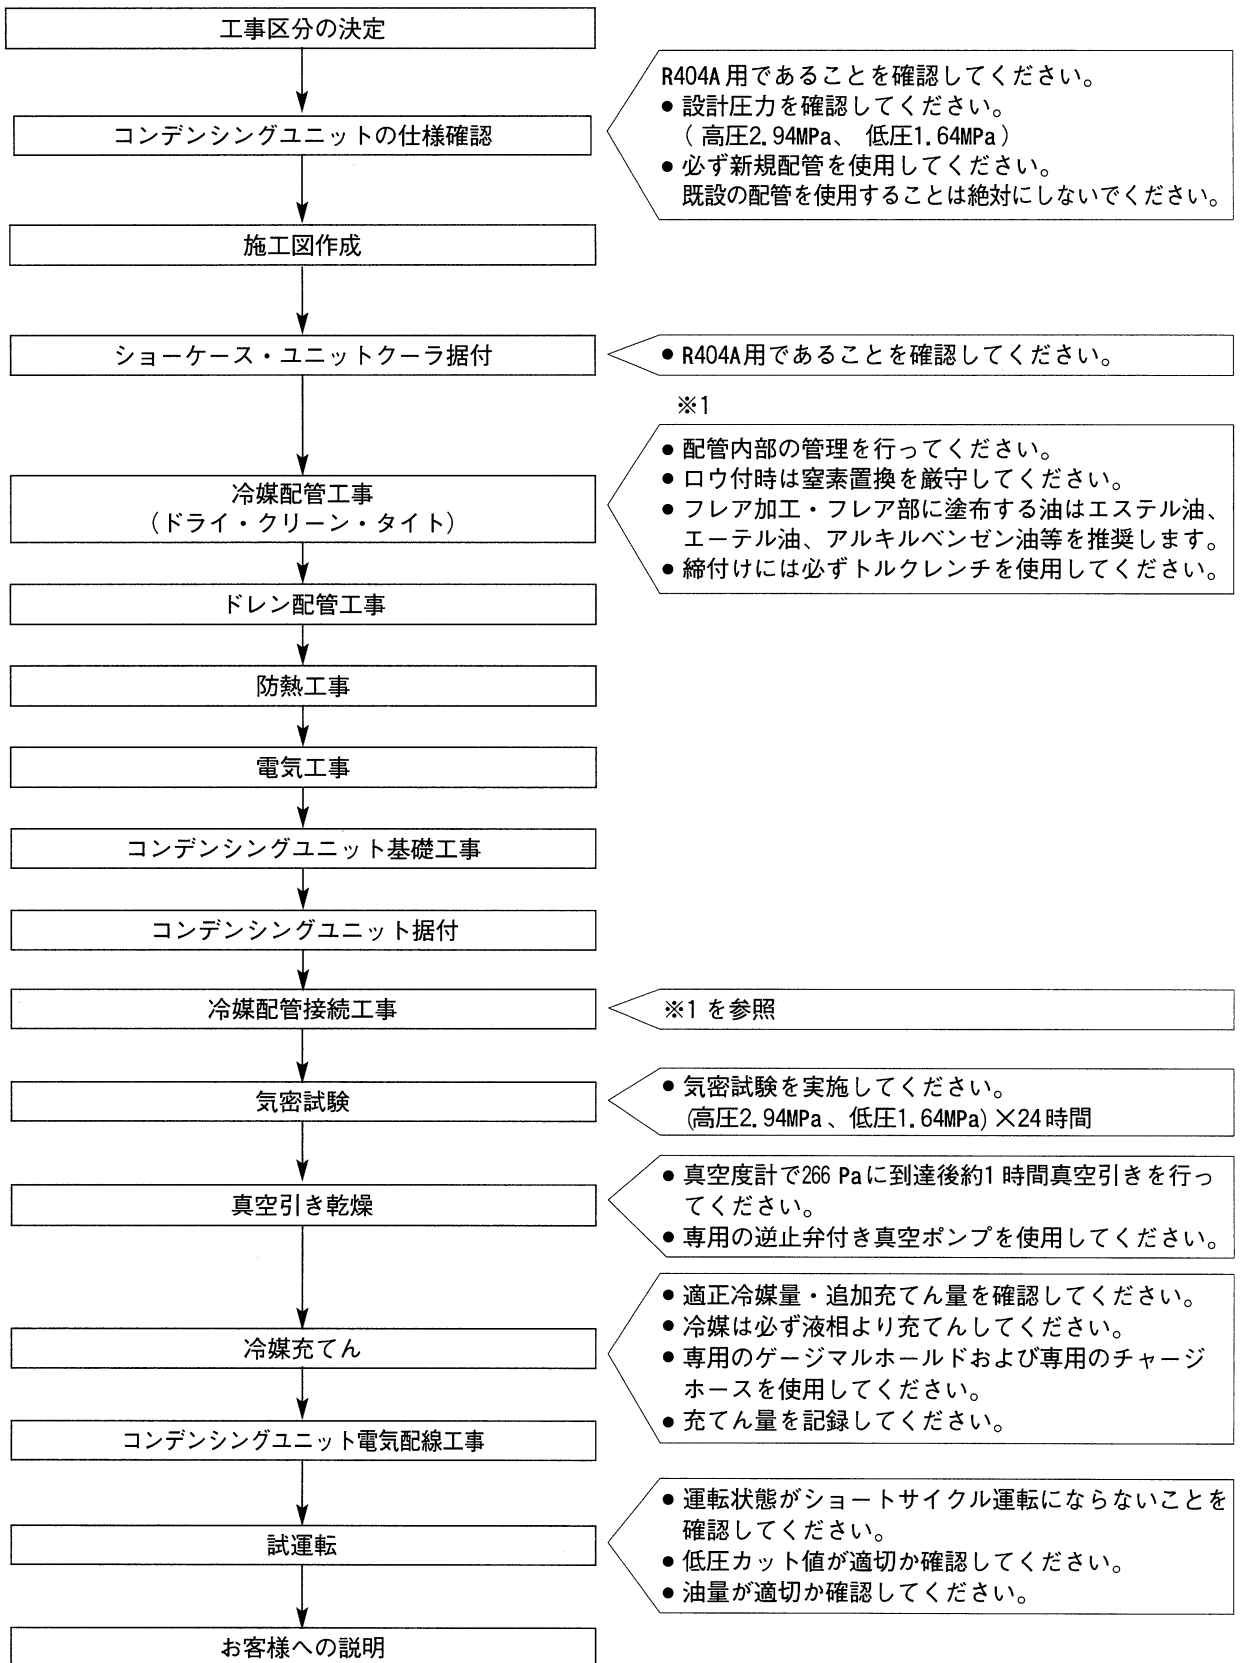 工事区分の決定
コンデンシングユニットの仕様確認
R404A用であることを確認してください。
● 設計圧力を確認してください。
（高圧2.94MPa、 低圧1.64MPa）
● 必ず新規配管を使用してください。
既設の配管を使用することは絶対にしないでください。
施工図作成
ショーケース・ユニットクーラ据付
● R404A用であることを確認してください。
※1
冷媒配管工事
（ドライ・クリーン・タイト）
● 配管内部の管理を行ってください。
● ロウ付時は窒素置換を厳守してください。
● フレア加工・フレア部に塗布する油はエステル油、
エーテル油、アルキルベンゼン油等を推奨します。
● 締付けには必ずトルクレンチを使用してください。
ドレン配管工事
防熱工事
電気工事
コンデンシングユニット基礎工事
コンデンシングユニット据付
冷媒配管接続工事
※1 を参照
気密試験
● 気密試験を実施してください。
(高圧2.94MPa、低圧1.64MPa)×24時間
真空引き乾燥
● 真空度計で266 Paに到達後約1時間真空引きを行っ
てください。
● 専用の逆止弁付き真空ポンプを使用してください。
冷媒充てん
● 適正冷媒量・追加充てん量を確認してください。
● 冷媒は必ず液相より充てんしてください。
● 専用のゲージマルホールドおよび専用のチャージ
ホースを使用してください。
● 充てん量を記録してください。
コンデンシングユニット電気配線工事
試運転
● 運転状態がショートサイクル運転にならないことを
確認してください。
● 低圧カット値が適切か確認してください。
● 油量が適切か確認してください。
お客様への説明